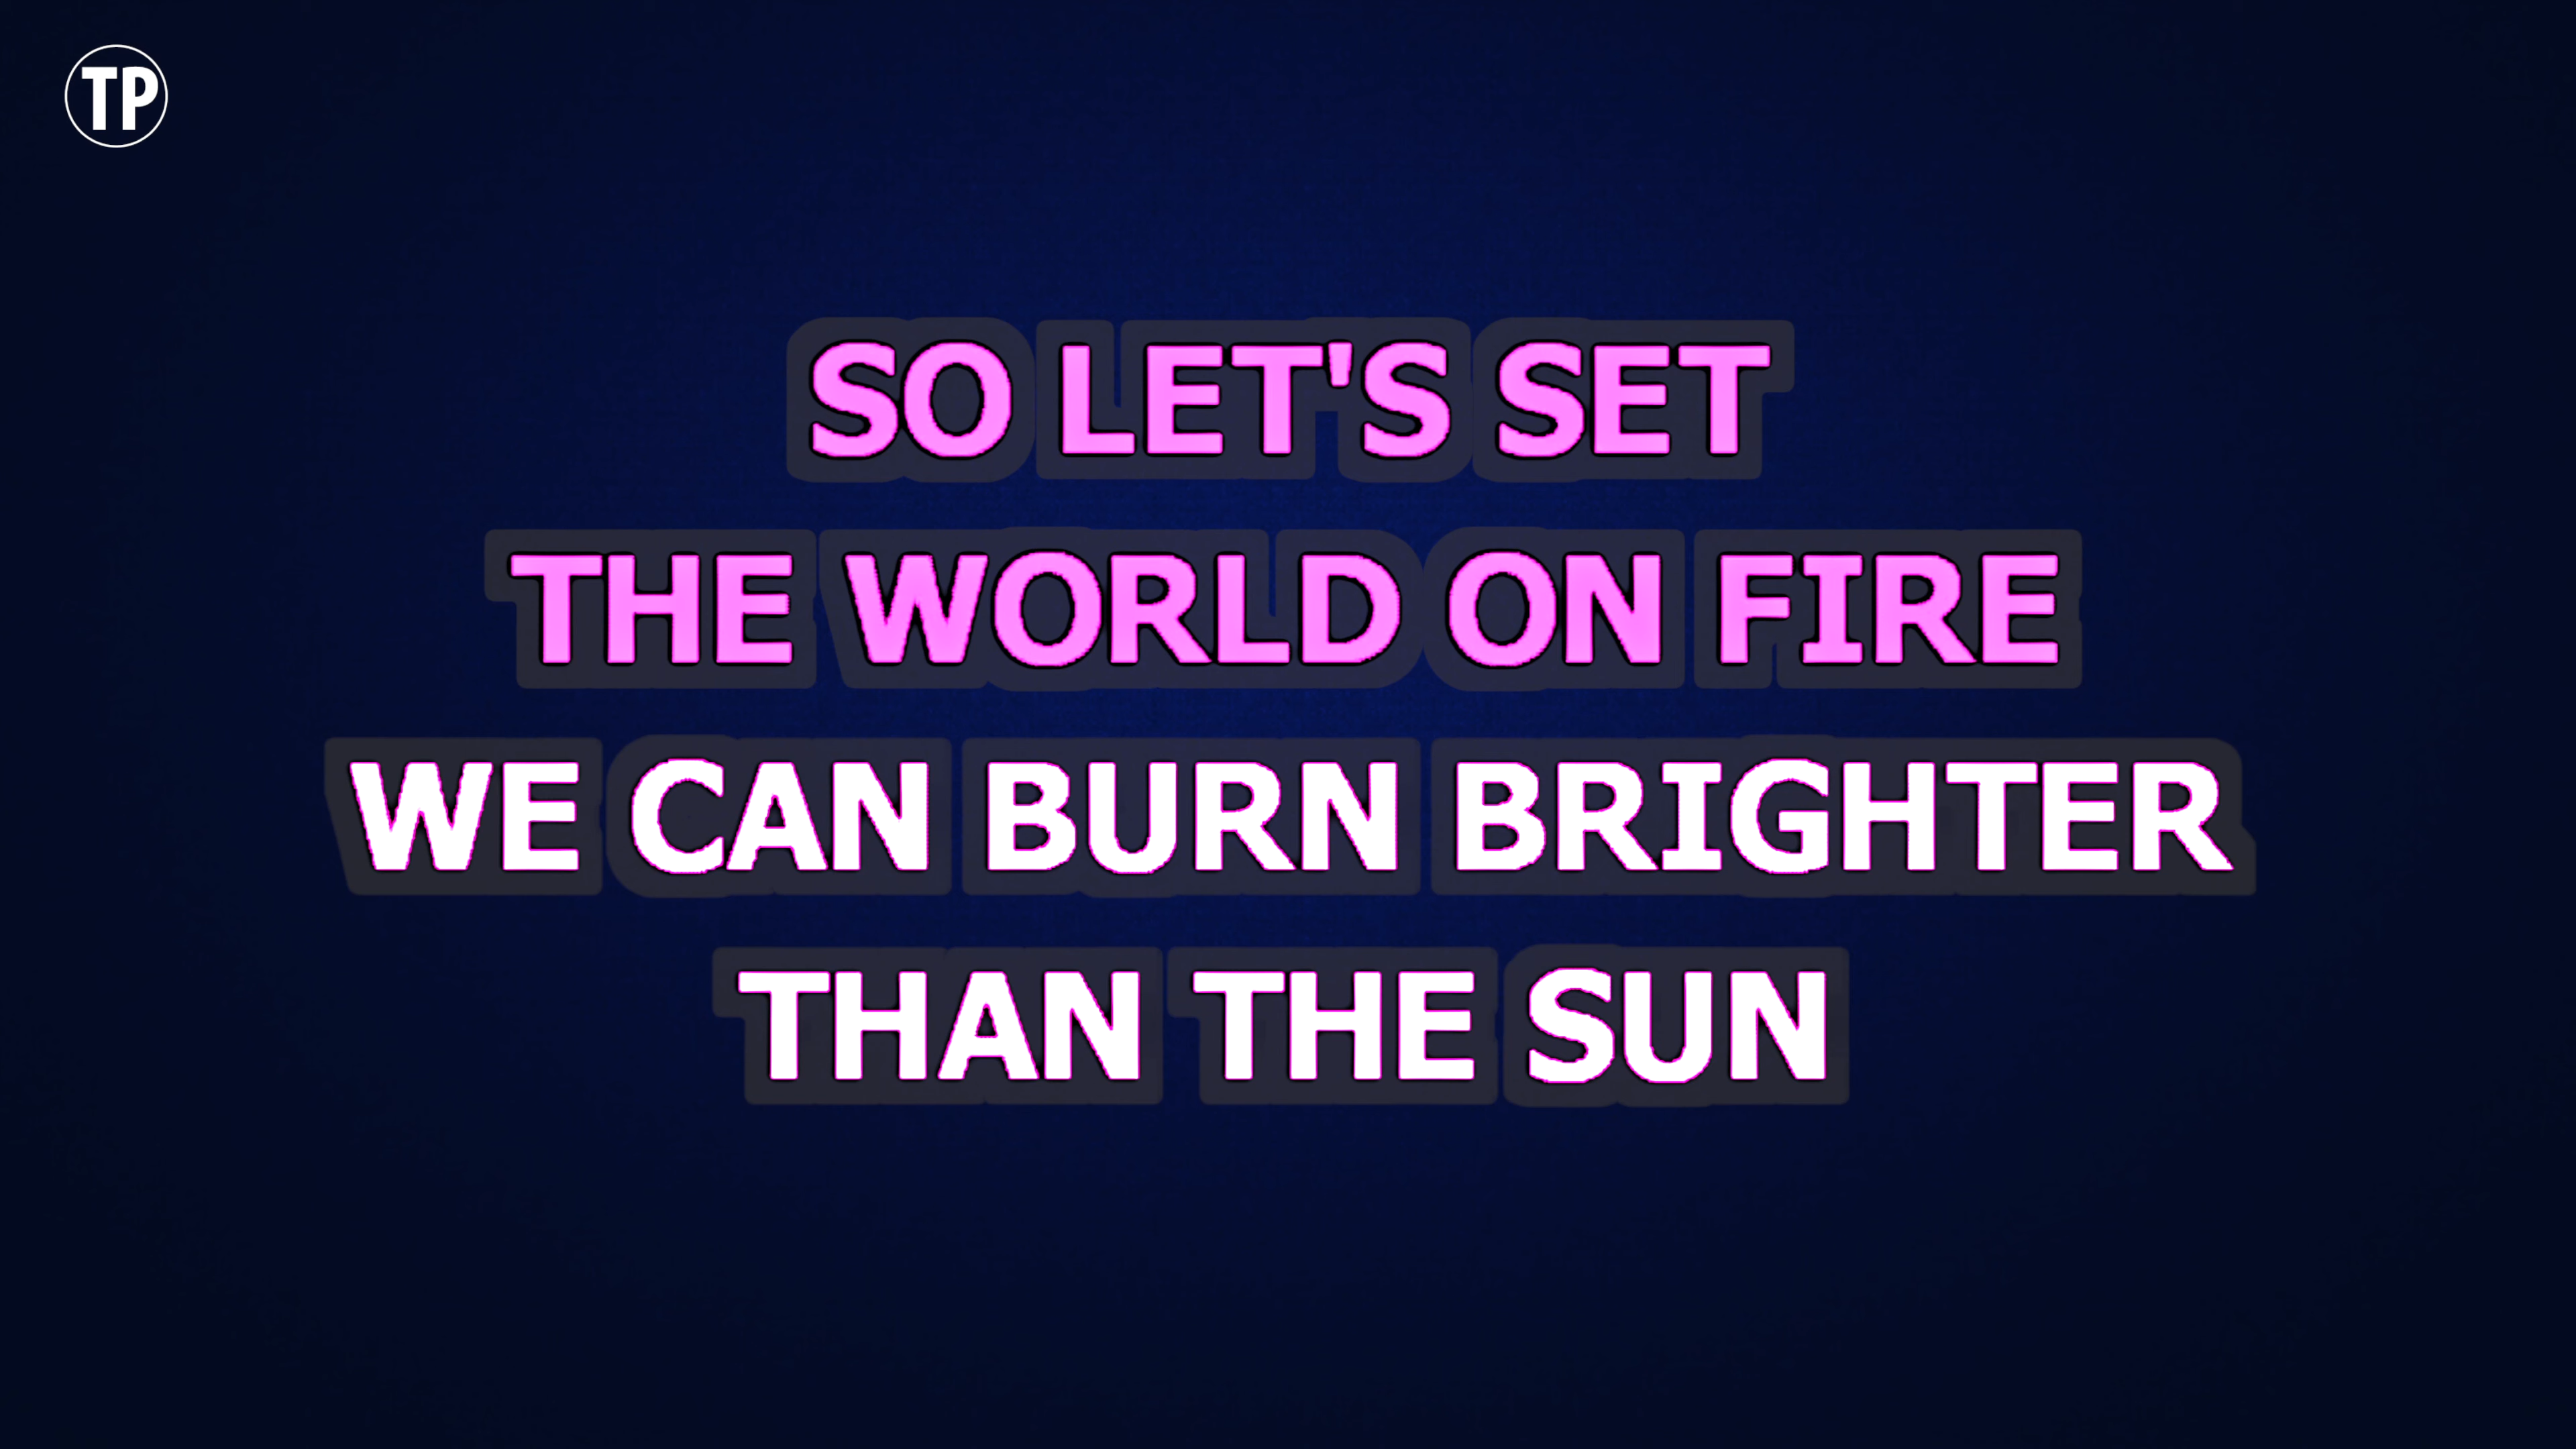 TP
SO LET'S SET
THE WORLD ON FIRE
WE CAN BURN BRIGHTER
THAN THE SUN